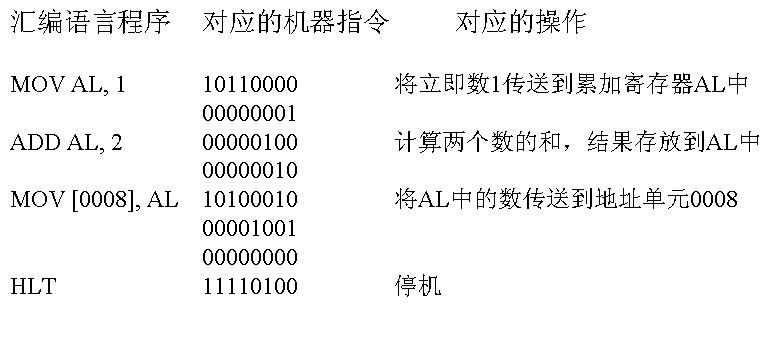 汇编语言程序 对应的机器指令 对应的操作
MOV AL, 1 10110000 将立即数1传送到累加寄存器AL中
00000001
ADD AL, 2 00000100 计算两个数的和，结果存放到AL中
00000010
MOV [0008], AL 10100010 将AL中的数传送到地址单元0008
00001001
00000000
HLT 11110100 停机